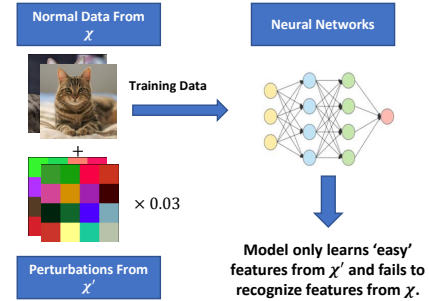 Normal Data From
χ
Neural Networks
Training Data
+
× 0.03
Perturbations From
χ′
Model only learns ‘easy’
features from χ′ and fails to
recognize features from χ.